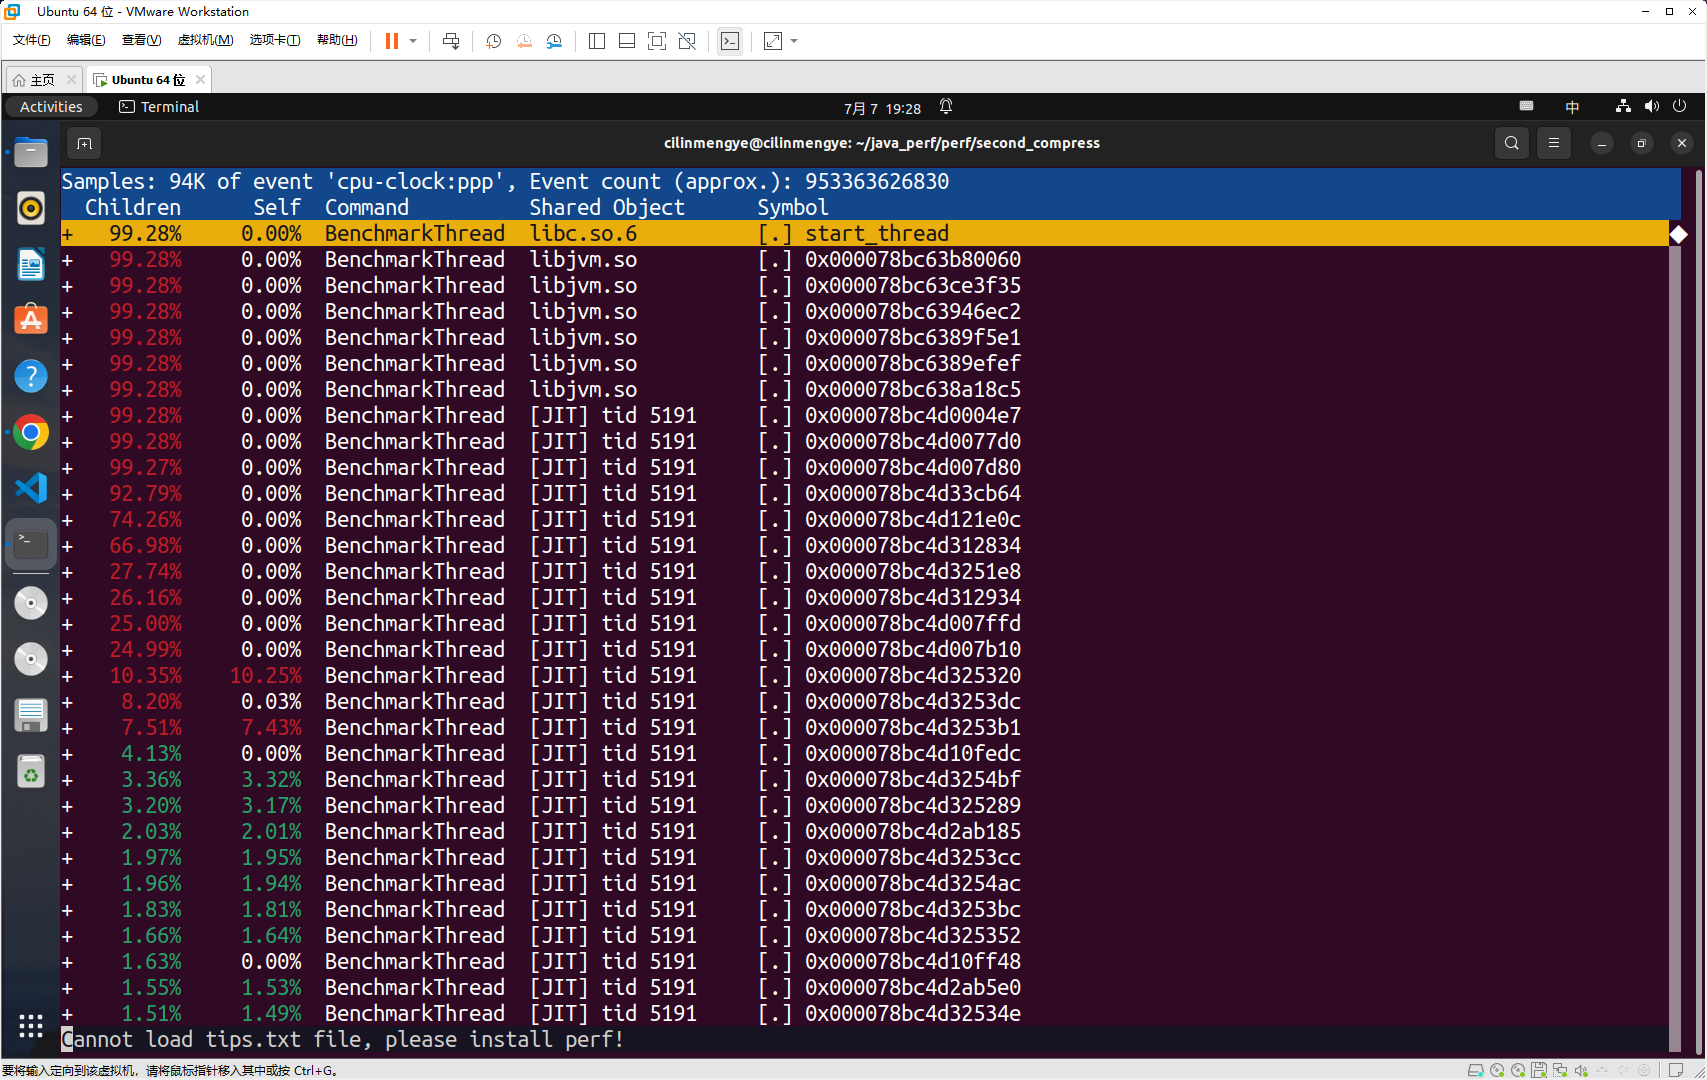 Ubuntu 64 位 - VMware Workstation
文件(F) 编辑(E) 查看(V) 虚拟机(M) 选项卡(T) 帮助(H)
主页 Ubuntu 64 位
Activities Terminal 7月 7 19:28 中
cilinmengye@cilinmengye: ~/java_perf/perf/second_compress
Samples: 94K of event 'cpu-clock:ppp', Event count (approx.): 953363626830
Children Self Command Shared Object Symbol
+ 99.28% 0.00% BenchmarkThread libc.so.6 [.] start_thread
+ 99.28% 0.00% BenchmarkThread libjvm.so [.] 0x000078bc63b80060
+ 99.28% 0.00% BenchmarkThread libjvm.so [.] 0x000078bc63ce3f35
+ 99.28% 0.00% BenchmarkThread libjvm.so [.] 0x000078bc63946ec2
+ 99.28% 0.00% BenchmarkThread libjvm.so [.] 0x000078bc6389f5e1
+ 99.28% 0.00% BenchmarkThread libjvm.so [.] 0x000078bc6389efef
+ 99.28% 0.00% BenchmarkThread libjvm.so [.] 0x000078bc638a18c5
+ 99.28% 0.00% BenchmarkThread [JIT] tid 5191 [.] 0x000078bc4d0004e7
+ 99.28% 0.00% BenchmarkThread [JIT] tid 5191 [.] 0x000078bc4d0077d0
+ 99.27% 0.00% BenchmarkThread [JIT] tid 5191 [.] 0x000078bc4d007d80
+ 92.79% 0.00% BenchmarkThread [JIT] tid 5191 [.] 0x000078bc4d33cb64
+ 74.26% 0.00% BenchmarkThread [JIT] tid 5191 [.] 0x000078bc4d121e0c
+ 66.98% 0.00% BenchmarkThread [JIT] tid 5191 [.] 0x000078bc4d312834
+ 27.74% 0.00% BenchmarkThread [JIT] tid 5191 [.] 0x000078bc4d3251e8
+ 26.16% 0.00% BenchmarkThread [JIT] tid 5191 [.] 0x000078bc4d312934
+ 25.00% 0.00% BenchmarkThread [JIT] tid 5191 [.] 0x000078bc4d007ffd
+ 24.99% 0.00% BenchmarkThread [JIT] tid 5191 [.] 0x000078bc4d007b10
+ 10.35% 10.25% BenchmarkThread [JIT] tid 5191 [.] 0x000078bc4d325320
+ 8.20% 0.03% BenchmarkThread [JIT] tid 5191 [.] 0x000078bc4d3253dc
+ 7.51% 7.43% BenchmarkThread [JIT] tid 5191 [.] 0x000078bc4d3253b1
+ 4.13% 0.00% BenchmarkThread [JIT] tid 5191 [.] 0x000078bc4d10fedc
+ 3.36% 3.32% BenchmarkThread [JIT] tid 5191 [.] 0x000078bc4d3254bf
+ 3.20% 3.17% BenchmarkThread [JIT] tid 5191 [.] 0x000078bc4d325289
+ 2.03% 2.01% BenchmarkThread [JIT] tid 5191 [.] 0x000078bc4d2ab185
+ 1.97% 1.95% BenchmarkThread [JIT] tid 5191 [.] 0x000078bc4d3253cc
+ 1.96% 1.94% BenchmarkThread [JIT] tid 5191 [.] 0x000078bc4d3254ac
+ 1.83% 1.81% BenchmarkThread [JIT] tid 5191 [.] 0x000078bc4d3253bc
+ 1.66% 1.64% BenchmarkThread [JIT] tid 5191 [.] 0x000078bc4d325352
+ 1.63% 0.00% BenchmarkThread [JIT] tid 5191 [.] 0x000078bc4d10ff48
+ 1.55% 1.53% BenchmarkThread [JIT] tid 5191 [.] 0x000078bc4d2ab5e0
+ 1.51% 1.49% BenchmarkThread [JIT] tid 5191 [.] 0x000078bc4d32534e
Cannot load tips.txt file, please install perf!
要将输入定向到该虚拟机，请将鼠标指针移入其中或按 Ctrl+G。